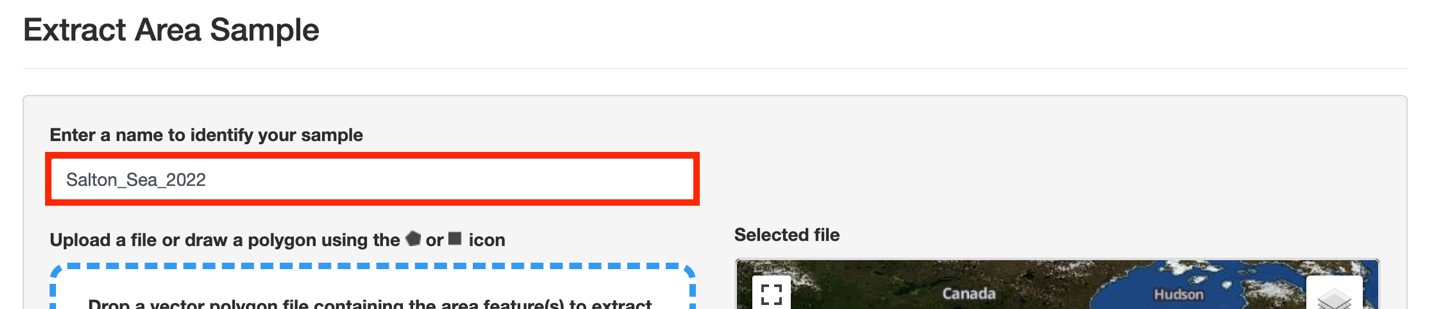 Extract Area Sample
Enter a name to identify your sample
Salton_Sea_2022
Upload a file or draw a polygon using the or icon
Selected file
Drop a vector polygon file containing the area feature(s) to extract
Canada
Hudson